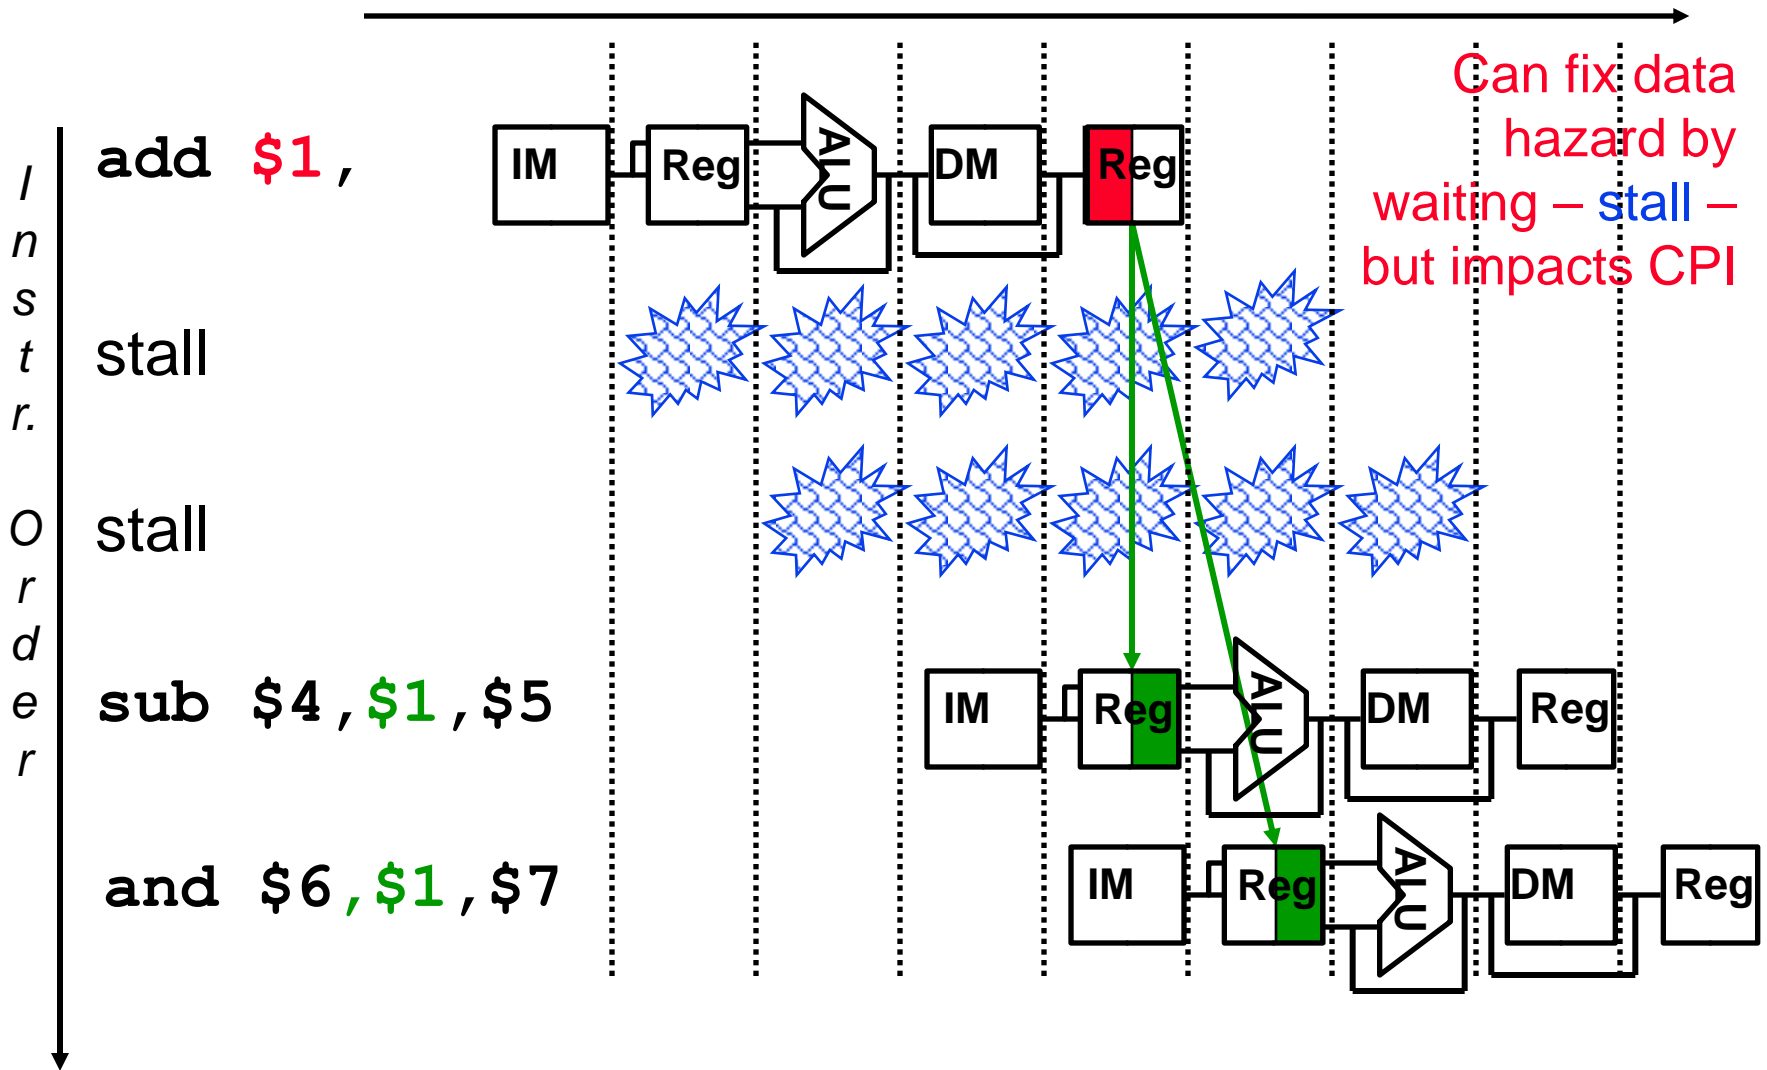 Can fix data
hazard by
waiting – stall –
but impacts CPI
Instr. Order
add $1,
IM Reg ALU DM Reg
stall
stall
sub $4,$1,$5
IM Reg ALU DM Reg
and $6,$1,$7
IM Reg ALU DM Reg